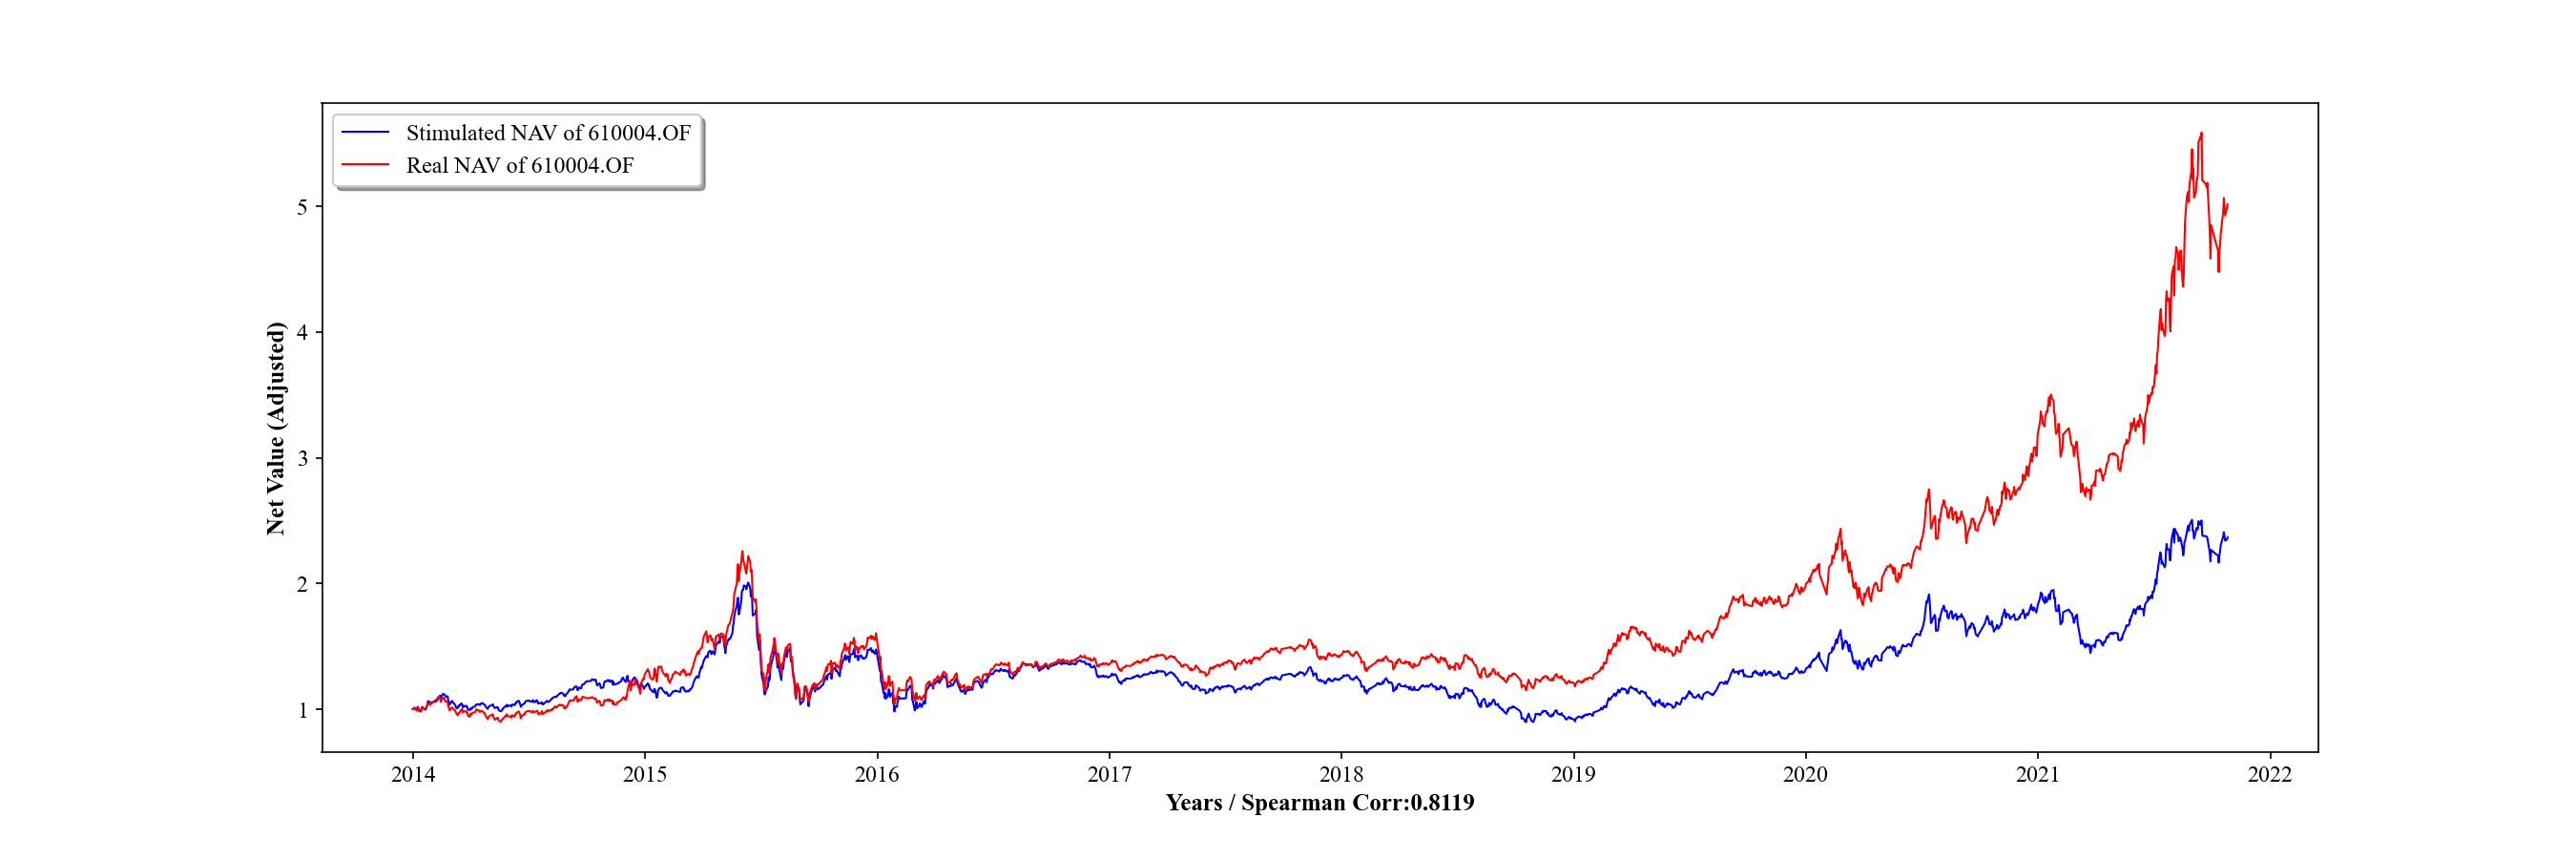 Stimulated NAV of 610004.OF
Real NAV of 610004.OF
Net Value (Adjusted)
5
4
3
2
1
2014 2015 2016 2017 2018 2019 2020 2021 2022
Years / Spearman Corr:0.8119